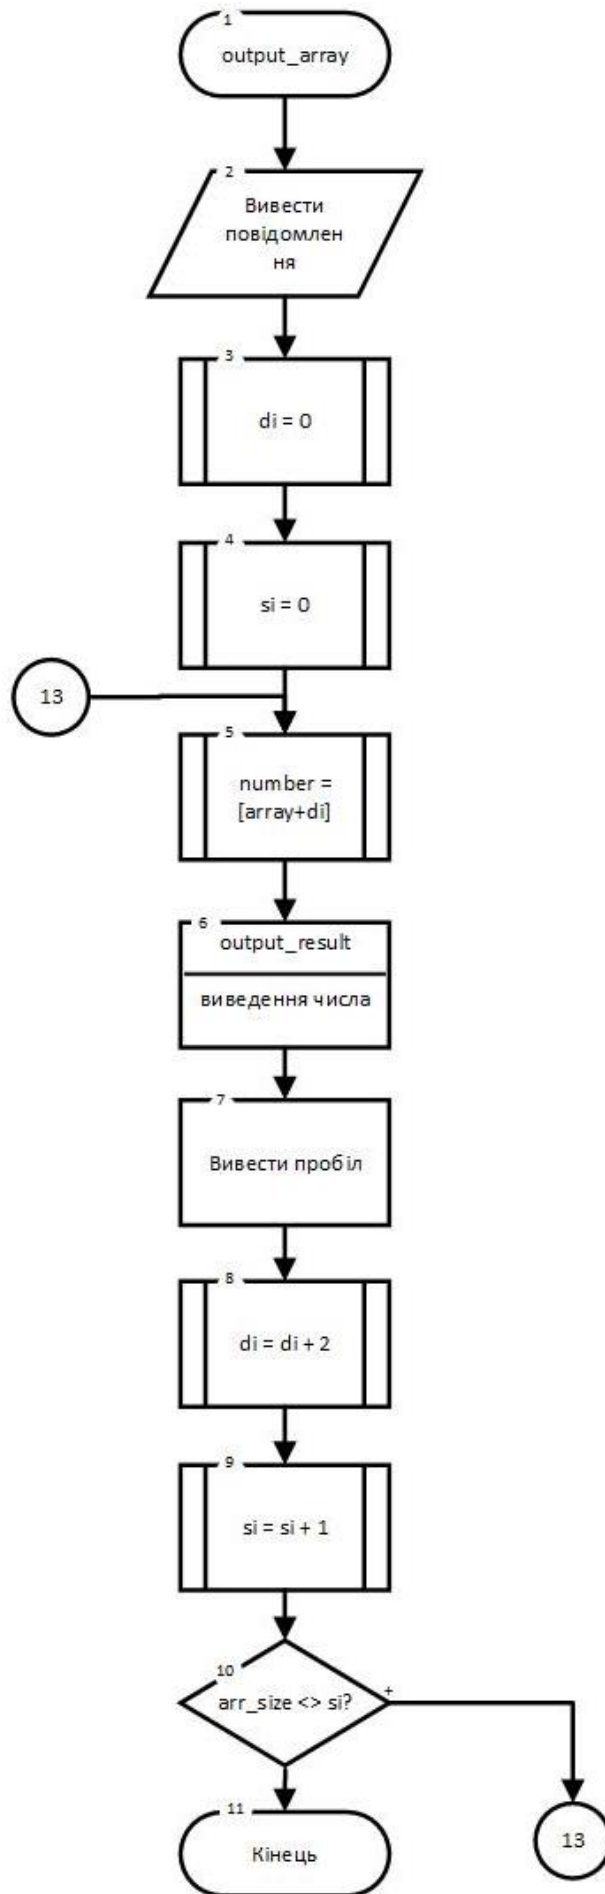 1
output_array
2
Вивести
повідомлен
ня
3
di = 0
4
si = 0
13
5
number =
[array+di]
6
output_result
виведення числа
7
Вивести пробіл
8
di = di + 2
9
si = si + 1
10
arr_size <> si?
+
11
Кінець
13